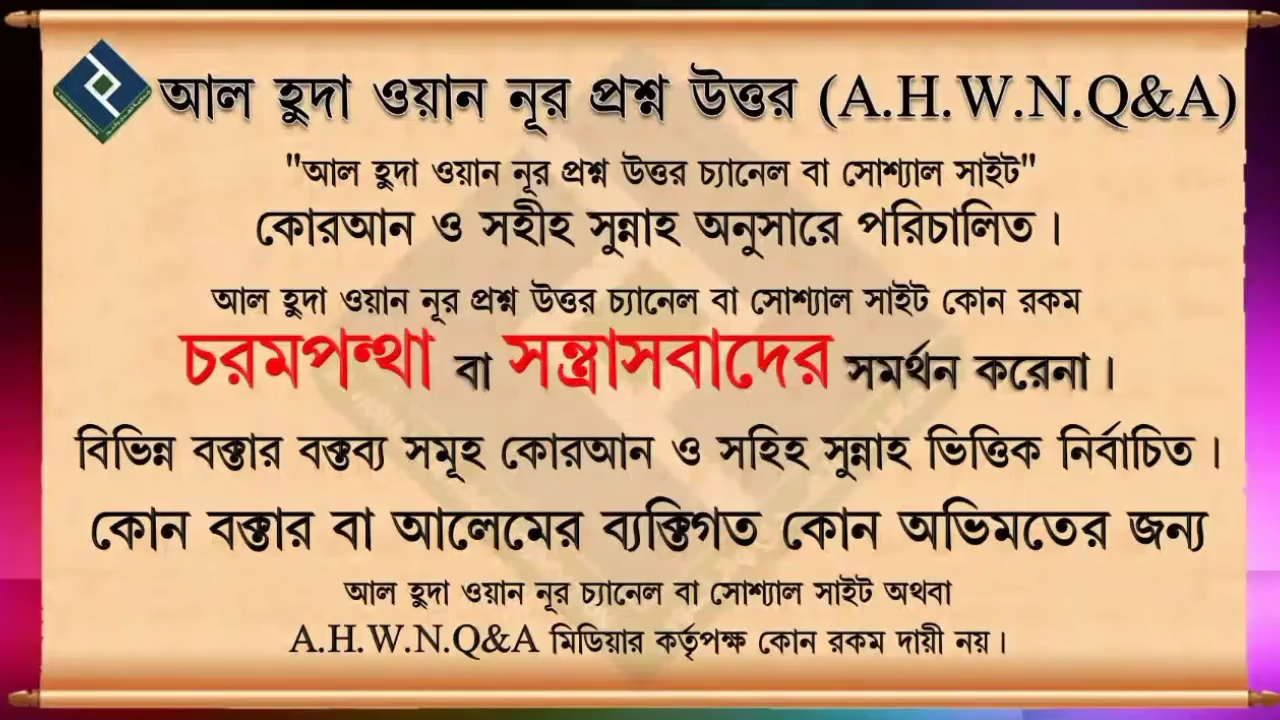 আল হুদা ওয়ান নূর প্রশ্ন উত্তর (A.H.W.N.Q&A)
"আল হুদা ওয়ান নূর প্রশ্ন উত্তর চ্যানেল বা সোশ্যাল সাইট"
কোরআন ও সহীহ সুন্নাহ অনুসারে পরিচালিত।
আল হুদা ওয়ান নূর প্রশ্ন উত্তর চ্যানেল বা সোশ্যাল সাইট কোন রকম
চরমপন্থা বা সন্ত্রাসবাদের সমর্থন করেনা।
বিভিন্ন বক্তার বক্তব্য সমূহ কোরআন ও সহিহ সুন্নাহ ভিত্তিক নির্বাচিত।
কোন বক্তার বা আলেমের ব্যক্তিগত কোন অভিমতের জন্য
আল হুদা ওয়ান নূর চ্যানেল বা সোশ্যাল সাইট অথবা
A.H.W.N.Q&A মিডিয়ার কর্তৃপক্ষ কোন রকম দায়ী নয়।